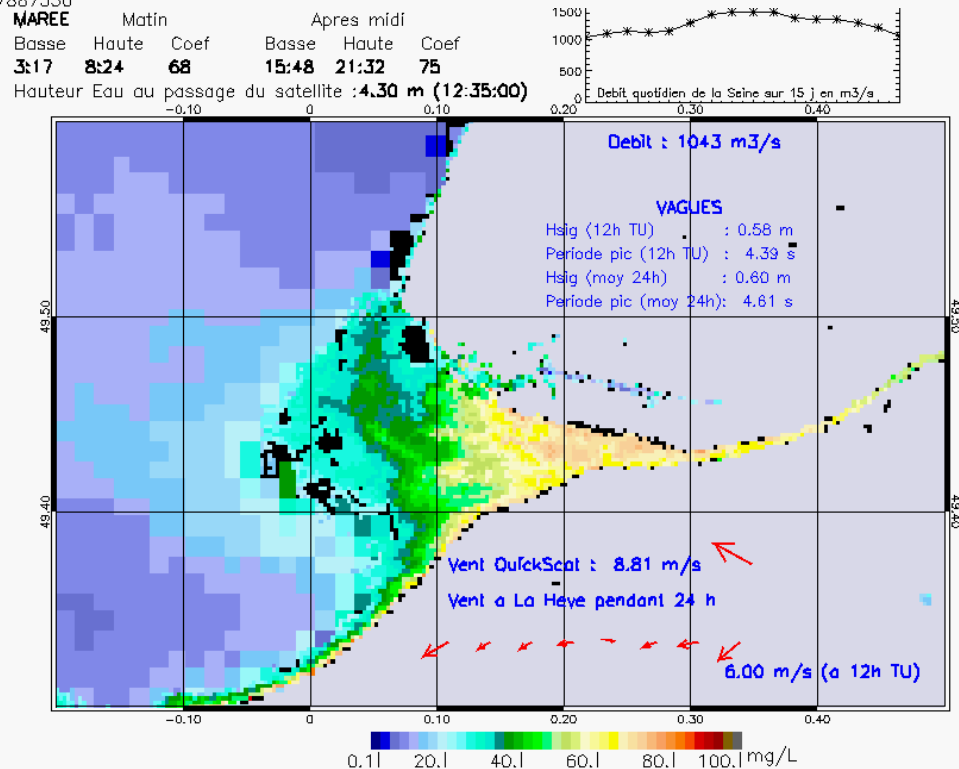 MAREE Matin Apres midi
Basse Haute Coef Basse Haute Coef
3:17 8:24 68 15:48 21:32 75
Hauteur Eau au passage du satellite :4.30 m (12:35:00)
1500
1000
500
0
Debit quotidien de la Seine sur 15 j en m3/s
-0.10 0 0.10 0.20 0.30 0.40
Debit : 1043 m3/s
VAGUES
Hsig (12h TU) : 0.58 m
Periode pic (12h TU) : 4.39 s
Hsig (moy 24h) : 0.60 m
Periode pic (moy 24h): 4.61 s
49.50 49.50
49.40 49.40
Vent QuickScat : 8.81 m/s
Vent a La Heve pendant 24 h
6.00 m/s (a 12h TU)
-0.10 0 0.10 0.20 0.30 0.40
0.1| 20.| 40.| 60.| 80.| 100.| mg/L